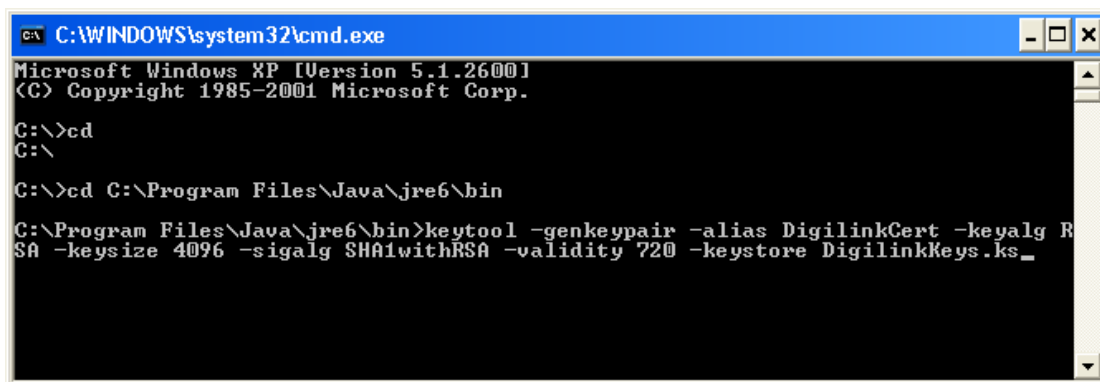 C:\WINDOWS\system32\cmd.exe
Microsoft Windows XP [Version 5.1.2600]
(C) Copyright 1985-2001 Microsoft Corp.
C:\>cd
C:\
C:\>cd C:\Program Files\Java\jre6\bin
C:\Program Files\Java\jre6\bin>keytool -genkeypair -alias DigilinkCert -keyalg R
SA -keysize 4096 -sigalg SHA1withRSA -validity 720 -keystore DigilinkKeys.ks_